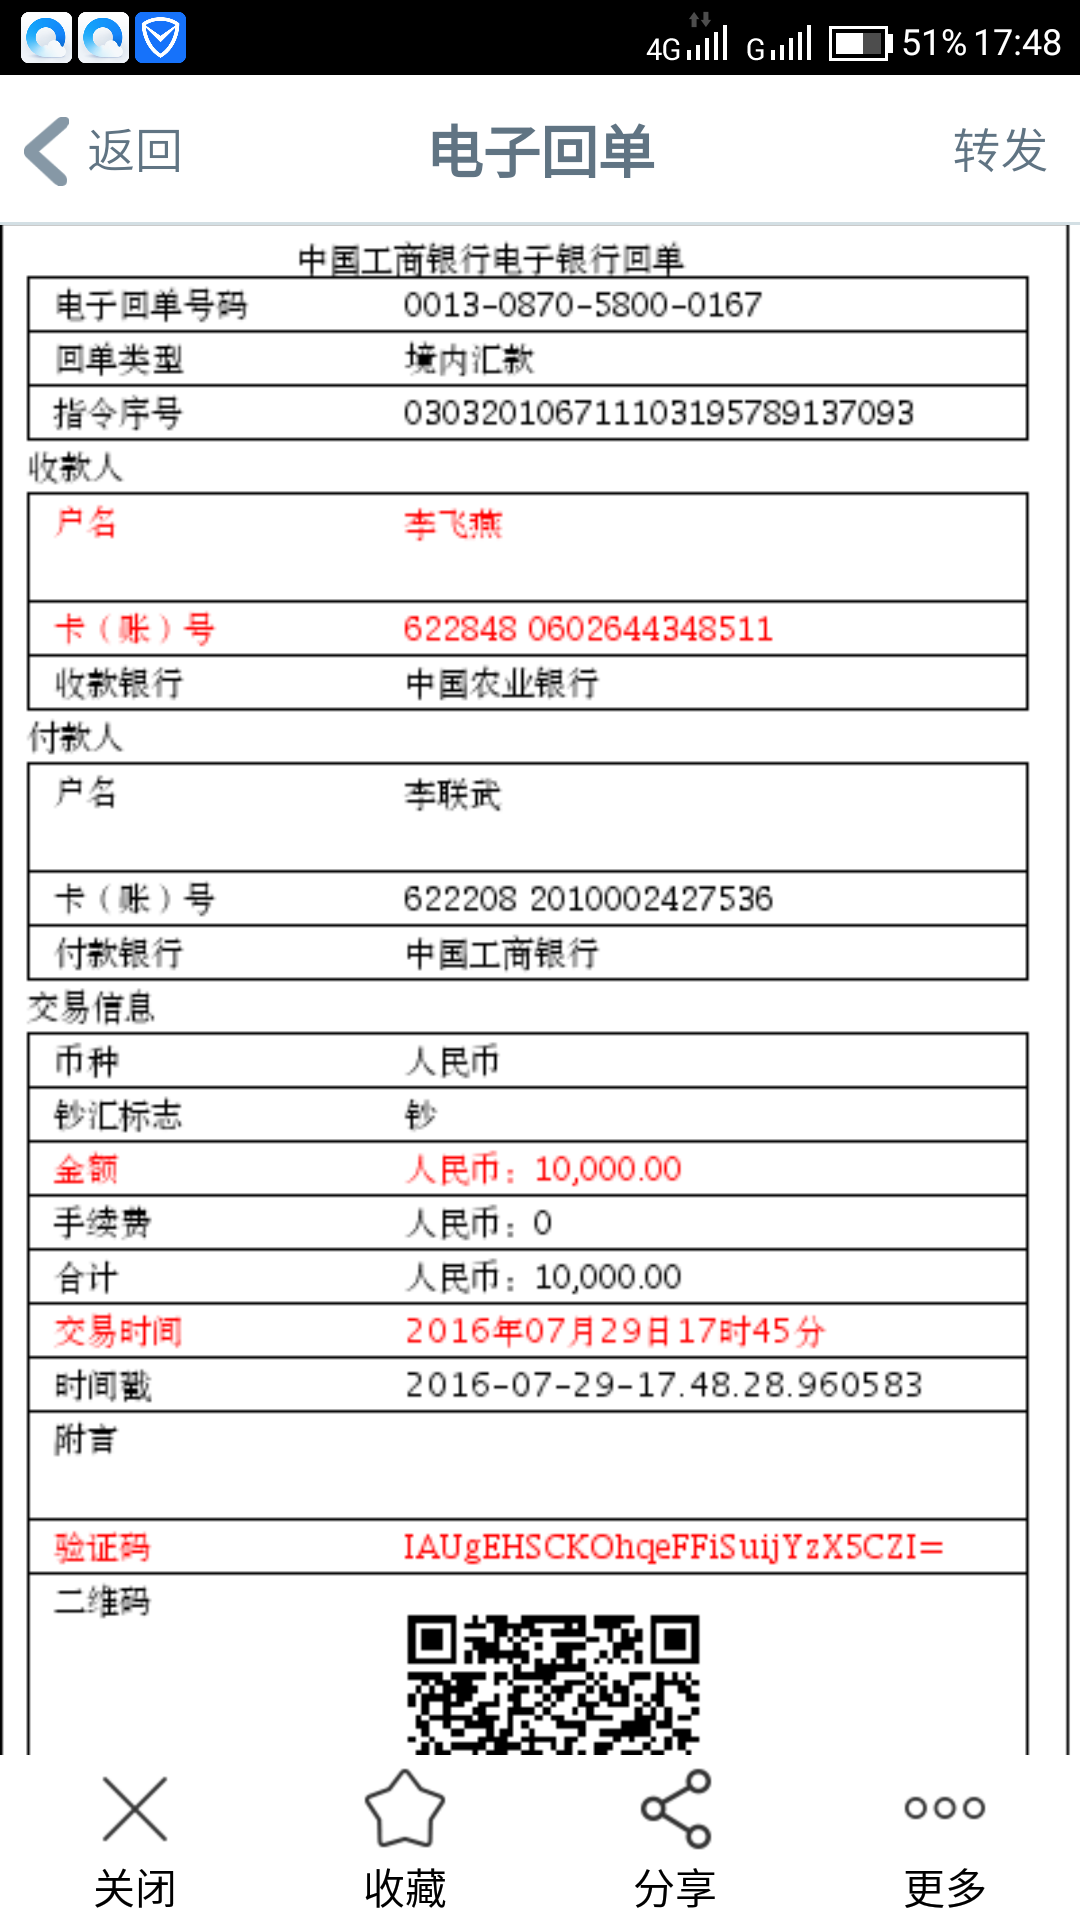 4G G 51% 17:48
返回 电子回单 转发
中国工商银行电子银行回单
电子回单号码 0013-0870-5800-0167
回单类型 境内汇款
指令序号 030320106711103195789137093
收款人
户名 李飞燕
卡（账）号 622848 0602644348511
收款银行 中国农业银行
付款人
户名 李联武
卡（账）号 622208 2010002427536
付款银行 中国工商银行
交易信息
币种 人民币
钞汇标志 钞
金额 人民币：10,000.00
手续费 人民币：0
合计 人民币：10,000.00
交易时间 2016年07月29日17时45分
时间戳 2016-07-29-17.48.28.960583
附言
验证码 IAUgEHSCKOhqeFFiSuijYzX5CZI=
二维码
关闭 收藏 分享 更多